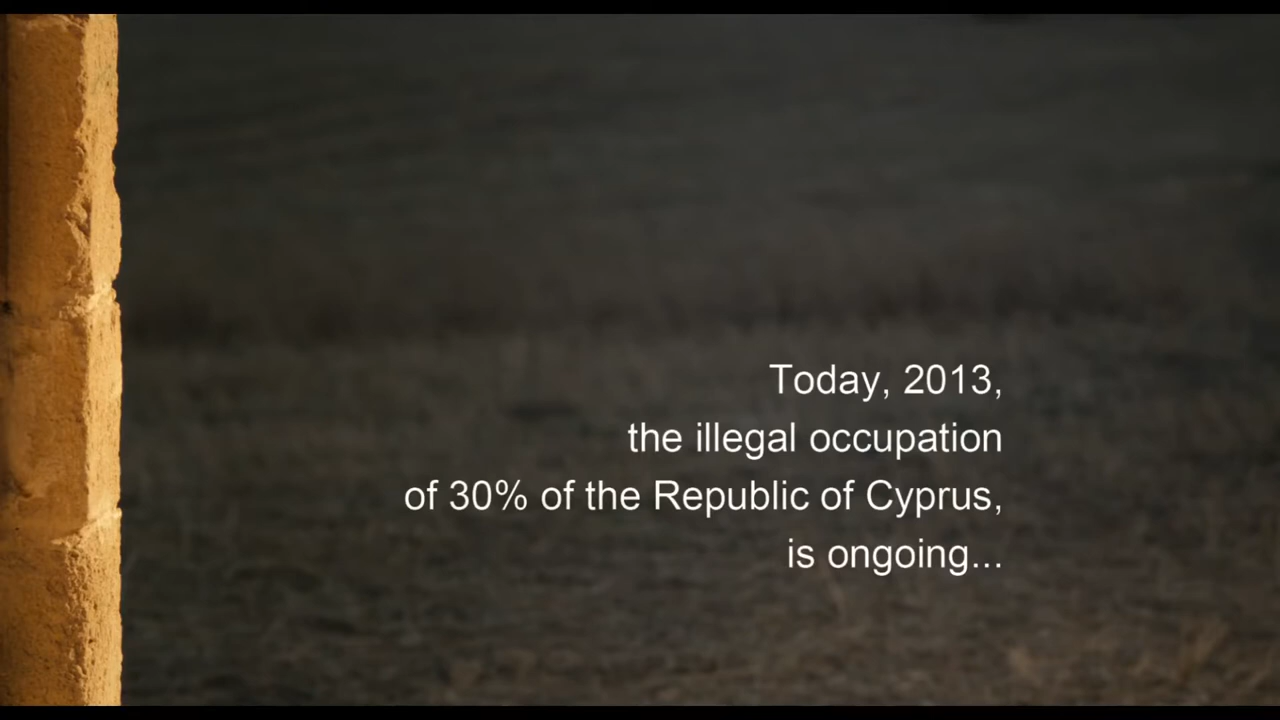 Today, 2013,
the illegal occupation
of 30% of the Republic of Cyprus,
is ongoing...